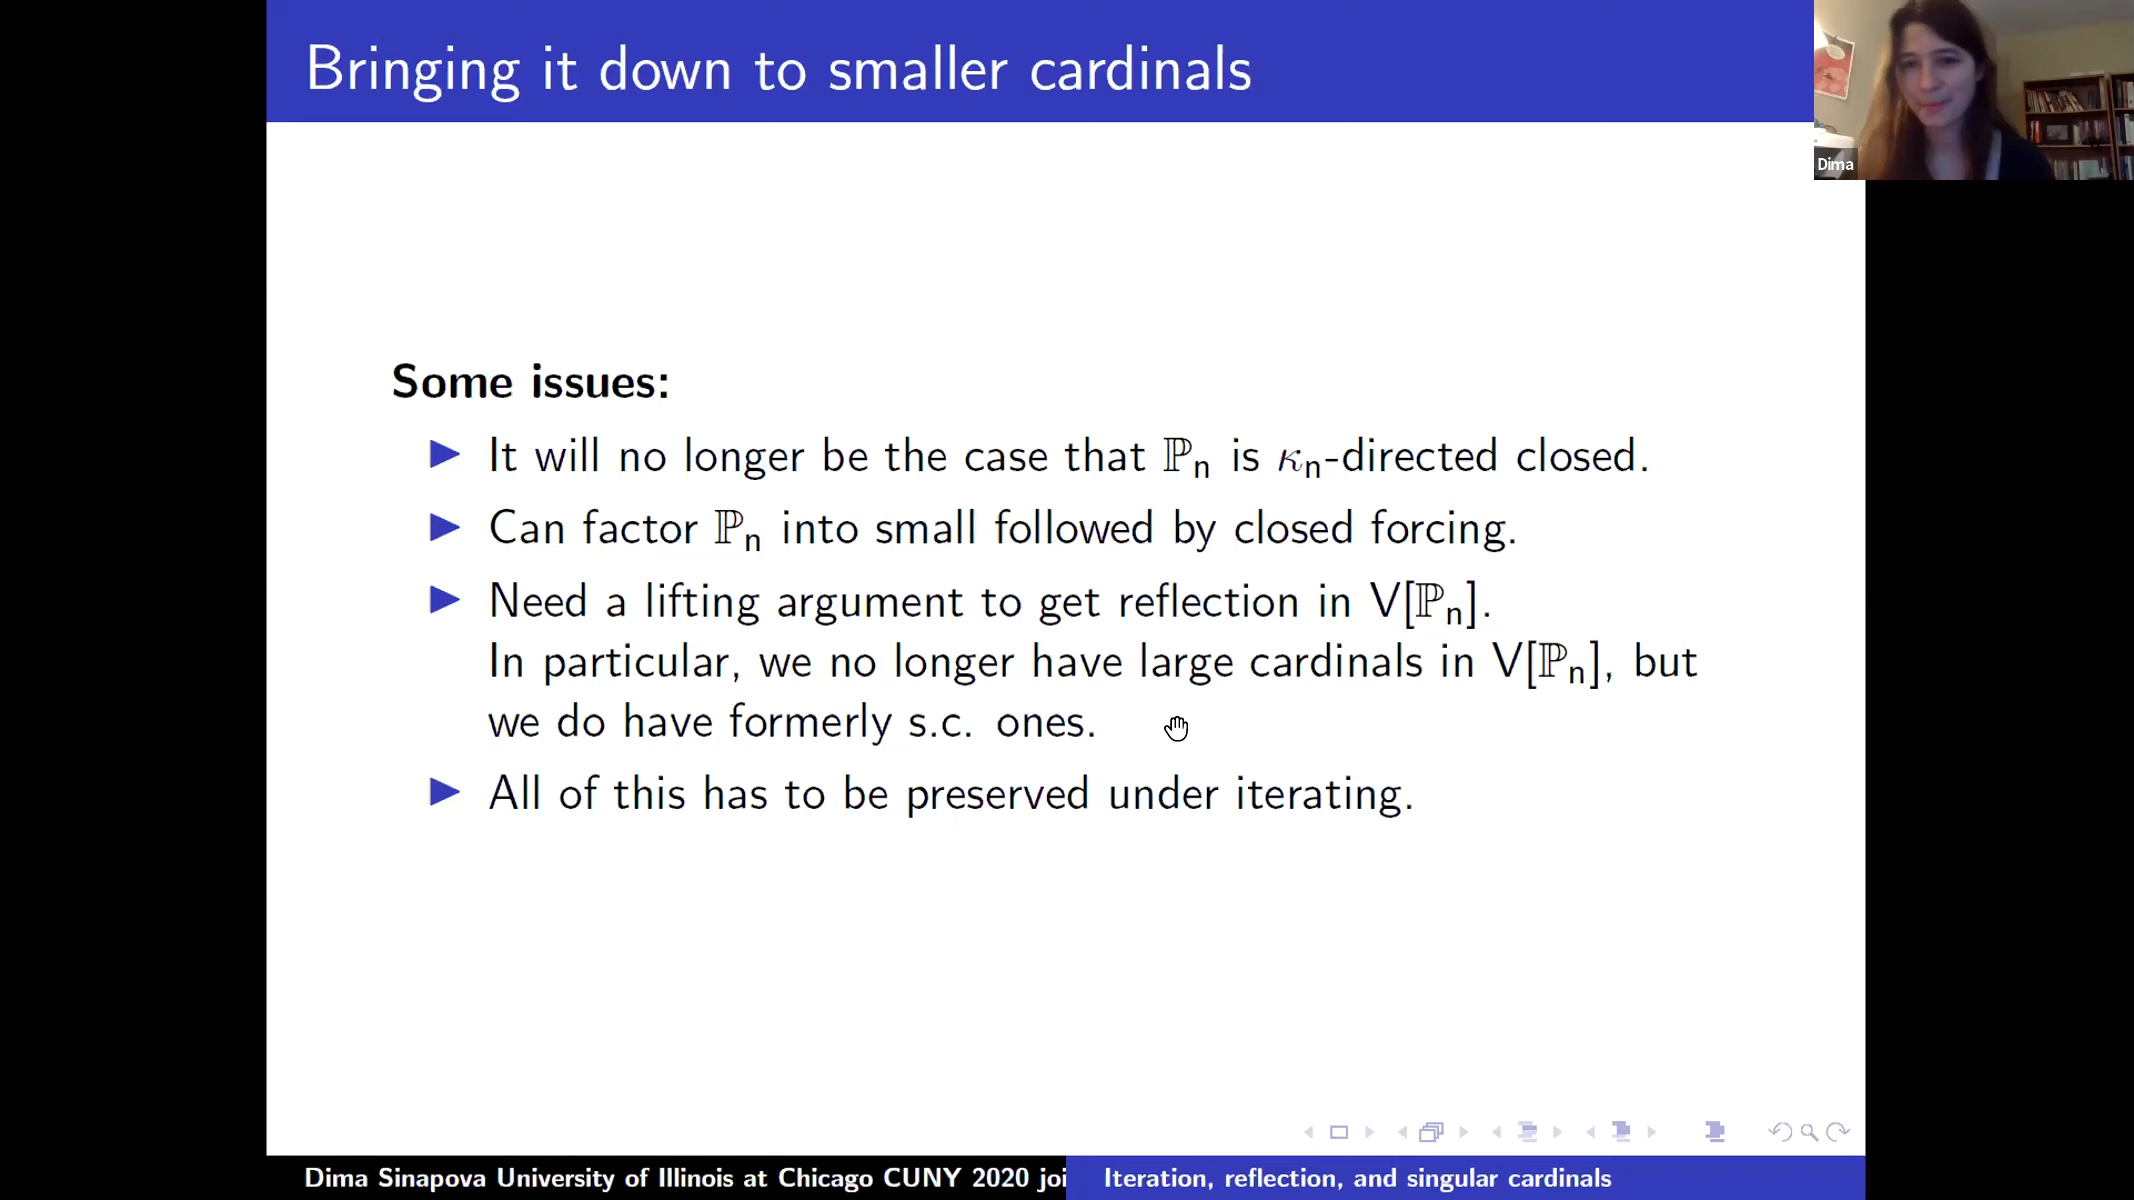 Bringing it down to smaller cardinals
Dima
Some issues:
It will no longer be the case that ℙn is κn-directed closed.
Can factor ℙn into small followed by closed forcing.
Need a lifting argument to get reflection in V[ℙn].
In particular, we no longer have large cardinals in V[ℙn], but
we do have formerly s.c. ones.
All of this has to be preserved under iterating.
Dima Sinapova University of Illinois at Chicago CUNY 2020 joi
Iteration, reflection, and singular cardinals